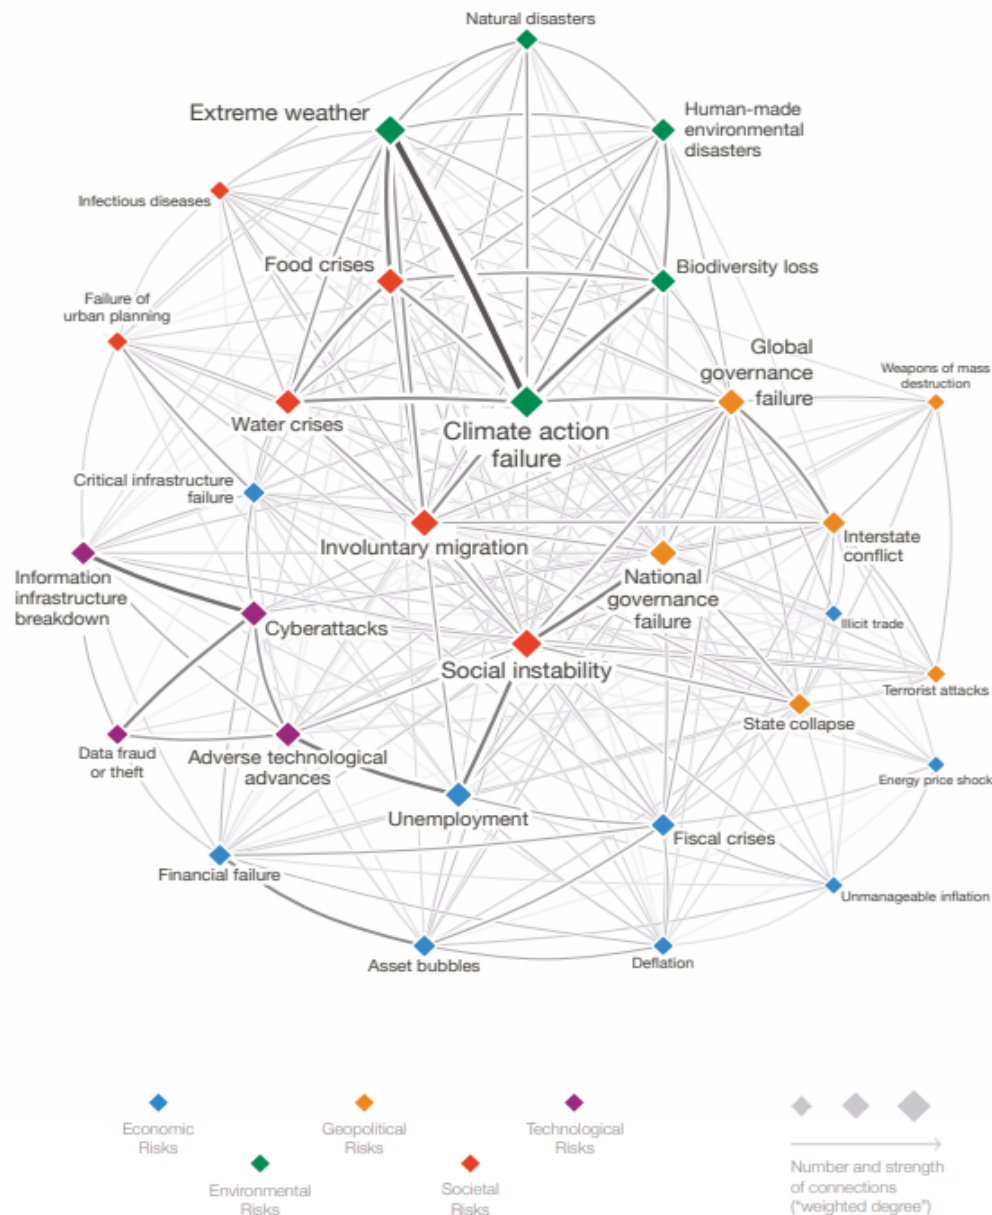 Natural disasters
Extreme weather
Human-made
environmental
disasters
Infectious diseases
Food crises
Biodiversity loss
Failure of
urban planning
Global
governance
failure
Weapons of mass
destruction
Water crises
Climate action
failure
Critical infrastructure
failure
Involuntary migration
Interstate
conflict
Information
infrastructure
breakdown
National
governance
failure
Cyberattacks
Illicit trade
Social instability
Terrorist attacks
State collapse
Data fraud
or theft
Adverse technological
advances
Energy price shock
Unemployment
Fiscal crises
Financial failure
Unmanageable inflation
Asset bubbles
Deflation
Economic
Risks
Geopolitical
Risks
Technological
Risks
Environmental
Risks
Societal
Risks
Number and strength
of connections
(“weighted degree”)